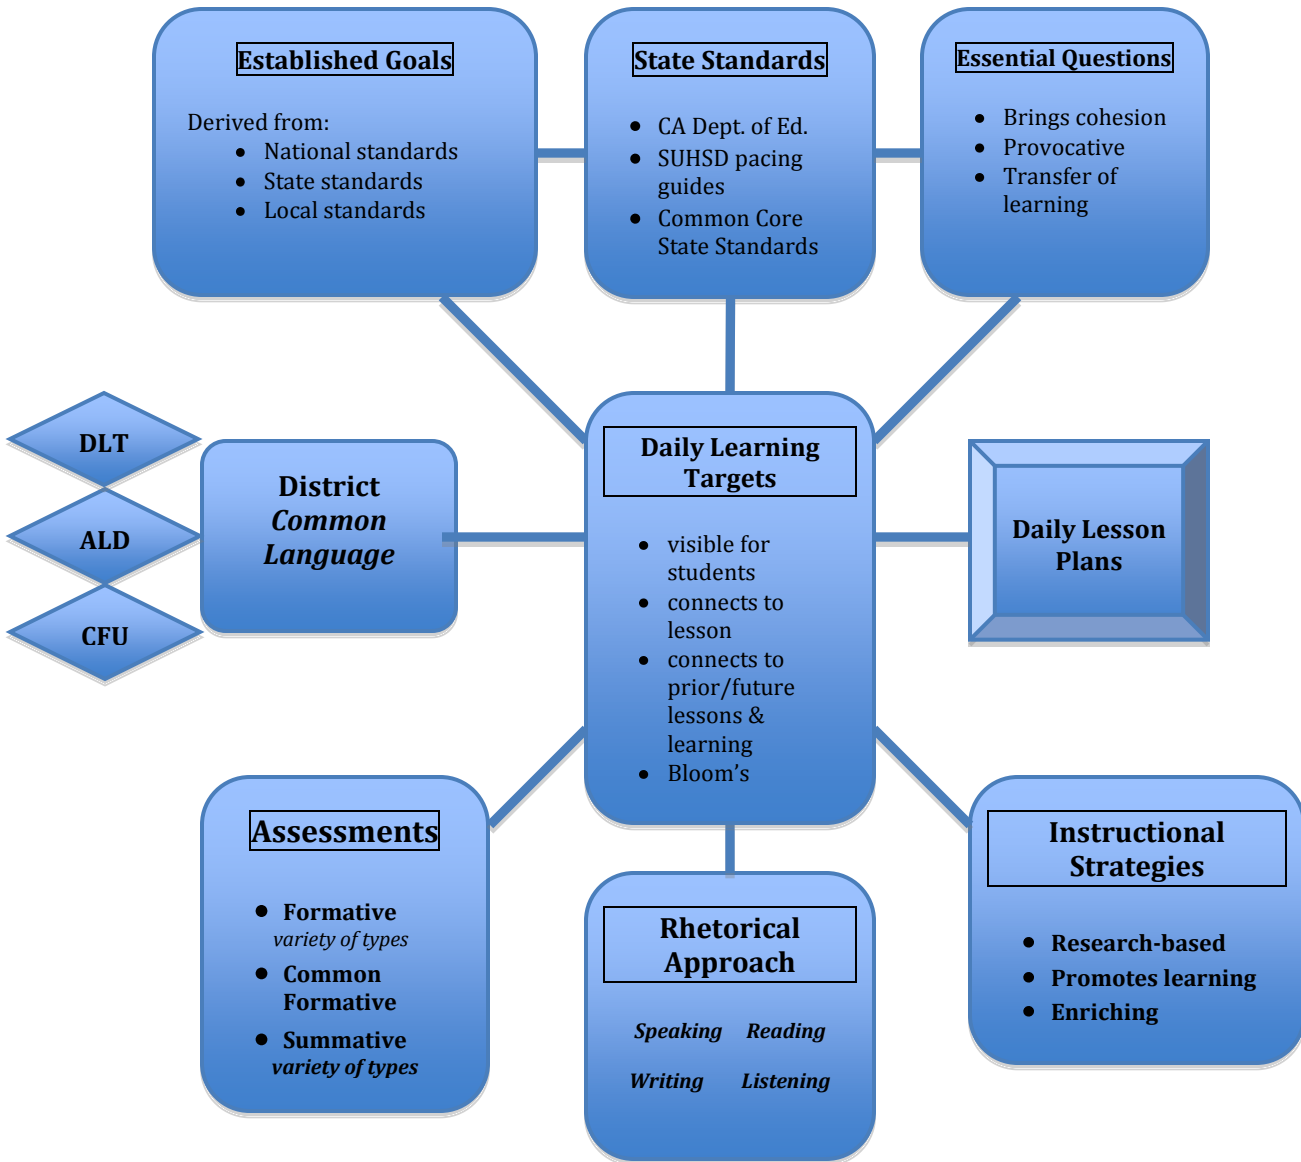 Established Goals
Derived from:
• National standards
• State standards
• Local standards
State Standards
• CA Dept. of Ed.
• SUHSD pacing
guides
• Common Core
State Standards
Essential Questions
• Brings cohesion
• Provocative
• Transfer of
learning
DLT
ALD
CFU
District
Common
Language
Daily Learning
Targets
• visible for
students
• connects to
lesson
• connects to
prior/future
lessons &
learning
• Bloom’s
Daily Lesson
Plans
Assessments
• Formative
variety of types
• Common
Formative
• Summative
variety of types
Rhetorical
Approach
Speaking Reading
Writing Listening
Instructional
Strategies
• Research-based
• Promotes learning
• Enriching